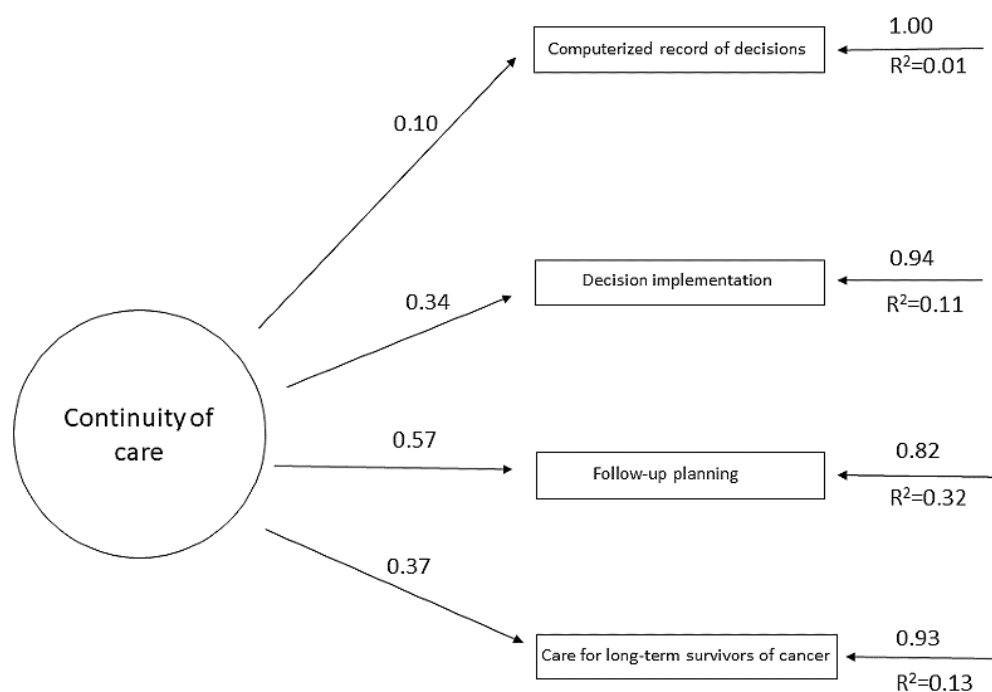 1.00
Computerized record of decisions
R²=0.01
0.10
0.94
Decision implementation
R²=0.11
0.34
Continuity of
care
0.57
0.82
Follow-up planning
R²=0.32
0.37
0.93
Care for long-term survivors of cancer
R²=0.13